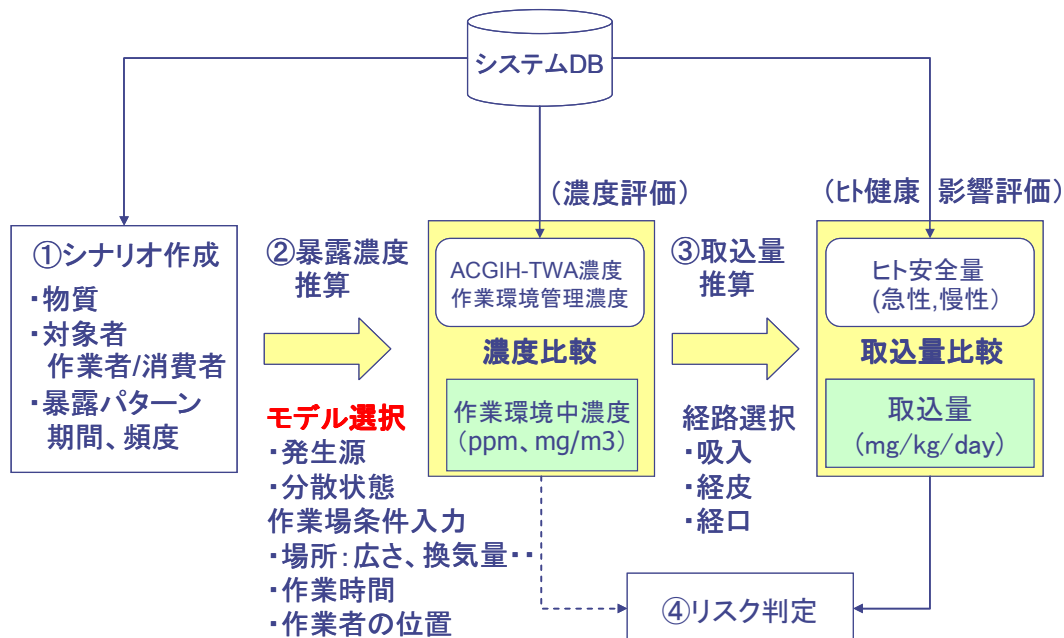 システムDB
(濃度評価)
(ヒト健康 影響評価)
①シナリオ作成
・物質
・対象者
作業者/消費者
・暴露パターン
期間、頻度
②暴露濃度
推算
モデル選択
・発生源
・分散状態
作業場条件入力
・場所:広さ、換気量・・
・作業時間
・作業者の位置
ACGIH-TWA濃度
作業環境管理濃度
濃度比較
作業環境中濃度
(ppm、mg/m3)
③取込量
推算
経路選択
・吸入
・経皮
・経口
ヒト安全量
(急性,慢性)
取込量比較
取込量
(mg/kg/day)
④リスク判定